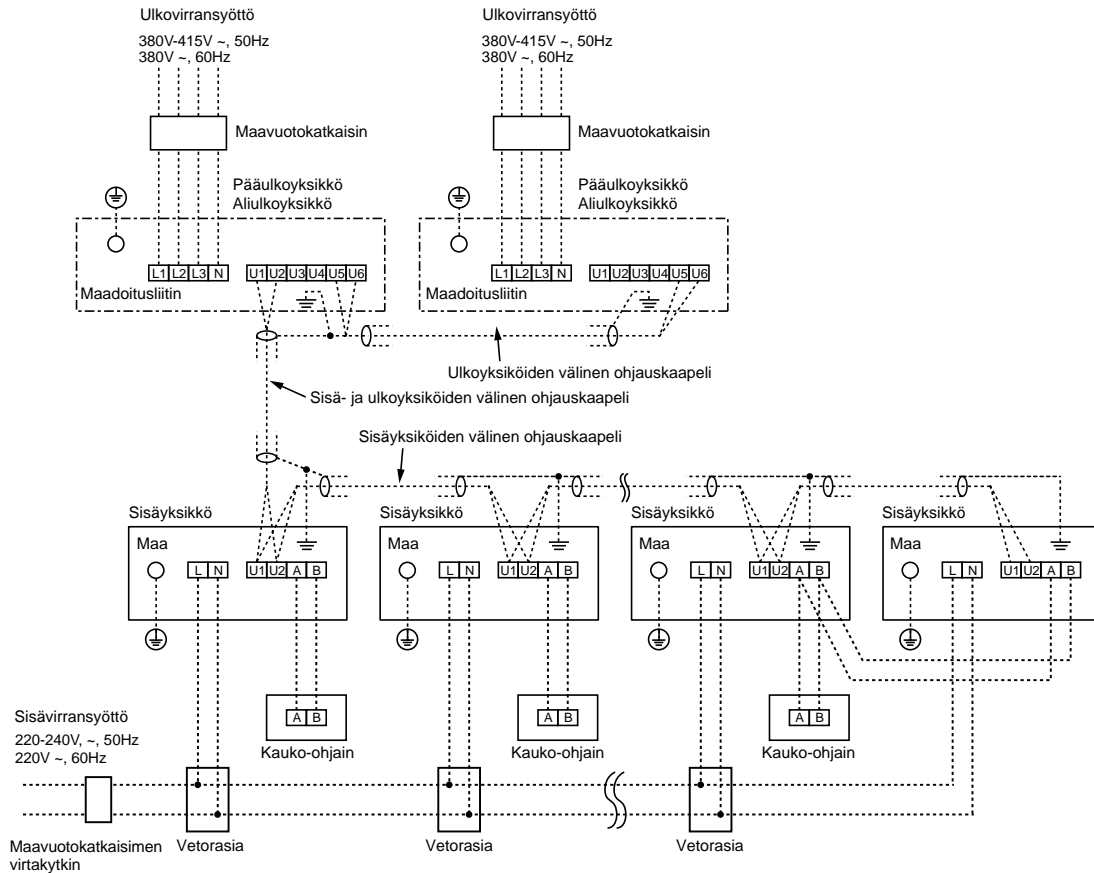 Ulkovirransyöttö
380V-415V ~, 50Hz
380V ~, 60Hz
Ulkovirransyöttö
380V-415V ~, 50Hz
380V ~, 60Hz
Maavuotokatkaisin
Maavuotokatkaisin
Pääulkoyksikkö
Aliulkoyksikkö
Pääulkoyksikkö
Aliulkoyksikkö
L1 L2 L3 N
U1 U2 U3 U4 U5 U6
L1 L2 L3 N
U1 U2 U3 U4 U5 U6
Maadoitusliitin
Maadoitusliitin
Ulkoyksiköiden välinen ohjauskaapeli
Sisä- ja ulkoyksiköiden välinen ohjauskaapeli
Sisäyksiköiden välinen ohjauskaapeli
Sisäyksikkö
Sisäyksikkö
Sisäyksikkö
Sisäyksikkö
Maa
Maa
Maa
Maa
L N
U1 U2 A B
L N
U1 U2 A B
L N
U1 U2 A B
L N
U1 U2 A B
A B
A B
A B
Kauko-ohjain
Kauko-ohjain
Kauko-ohjain
Sisävirransyöttö
220-240V, ~, 50Hz
220V ~, 60Hz
Maavuotokatkaisimen
virtakytkin
Vetorasia
Vetorasia
Vetorasia